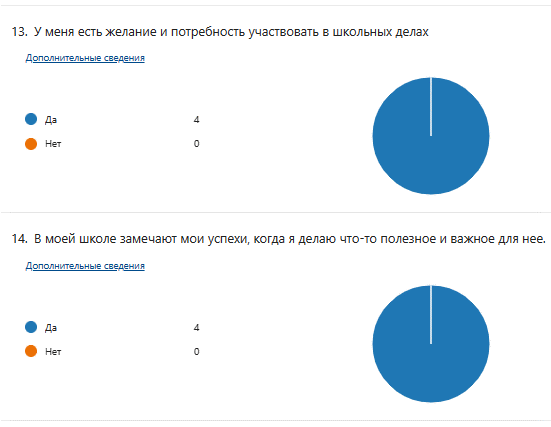 13. У меня есть желание и потребность участвовать в школьных делах
Дополнительные сведения
Да 4
Нет 0
14. В моей школе замечают мои успехи, когда я делаю что-то полезное и важное для нее.
Дополнительные сведения
Да 4
Нет 0